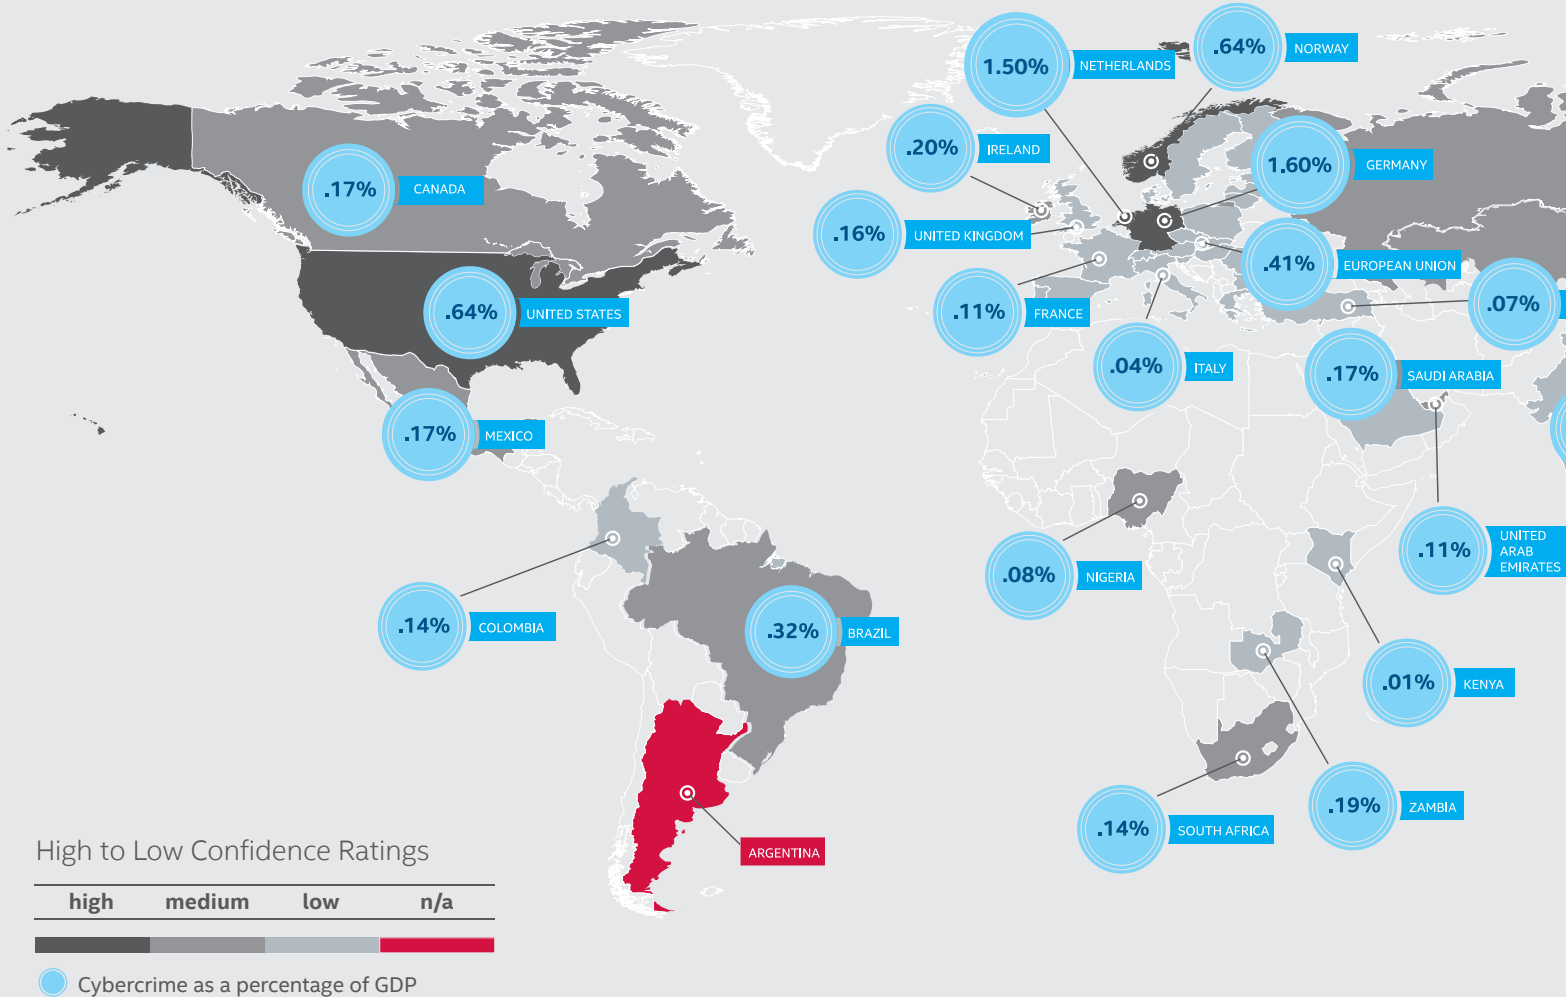 .64%
NORWAY
1.50%
NETHERLANDS
.20%
IRELAND
1.60%
GERMANY
.17%
CANADA
.16%
UNITED KINGDOM
.41%
EUROPEAN UNION
.64%
UNITED STATES
.11%
FRANCE
.07%
.04%
ITALY
.17%
SAUDI ARABIA
.17%
MEXICO
.11%
UNITED
ARAB
EMIRATES
.08%
NIGERIA
.14%
COLOMBIA
.32%
BRAZIL
.01%
KENYA
.19%
ZAMBIA
.14%
SOUTH AFRICA
ARGENTINA
High to Low Confidence Ratings
high medium low n/a
Cybercrime as a percentage of GDP